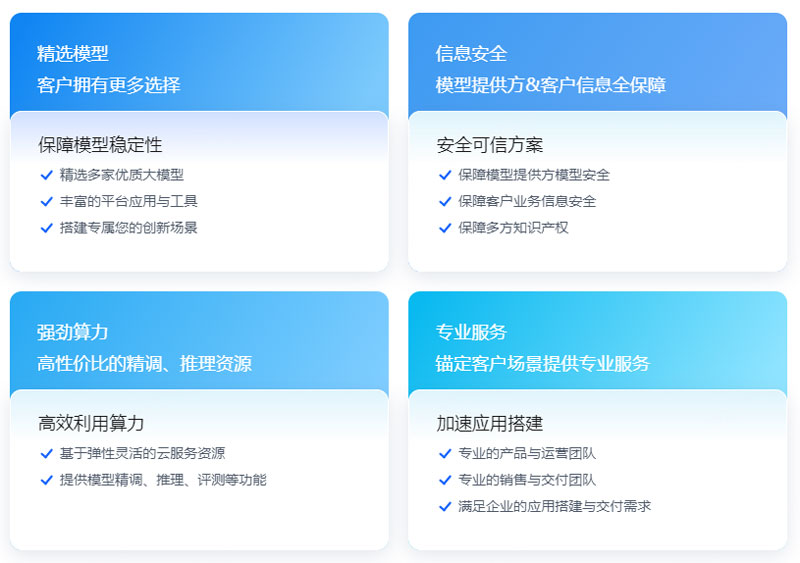 精选模型
客户拥有更多选择
保障模型稳定性
精选多家优质大模型
丰富的平台应用与工具
搭建专属您的创新场景
信息安全
模型提供方&客户信息全保障
安全可信方案
保障模型提供方模型安全
保障客户业务信息安全
保障多方知识产权
强劲算力
高性价比的精调、推理资源
高效利用算力
基于弹性灵活的云服务资源
提供模型精调、推理、评测等功能
专业服务
锚定客户场景提供专业服务
加速应用搭建
专业的产品与运营团队
专业的销售与交付团队
满足企业的应用搭建与交付需求